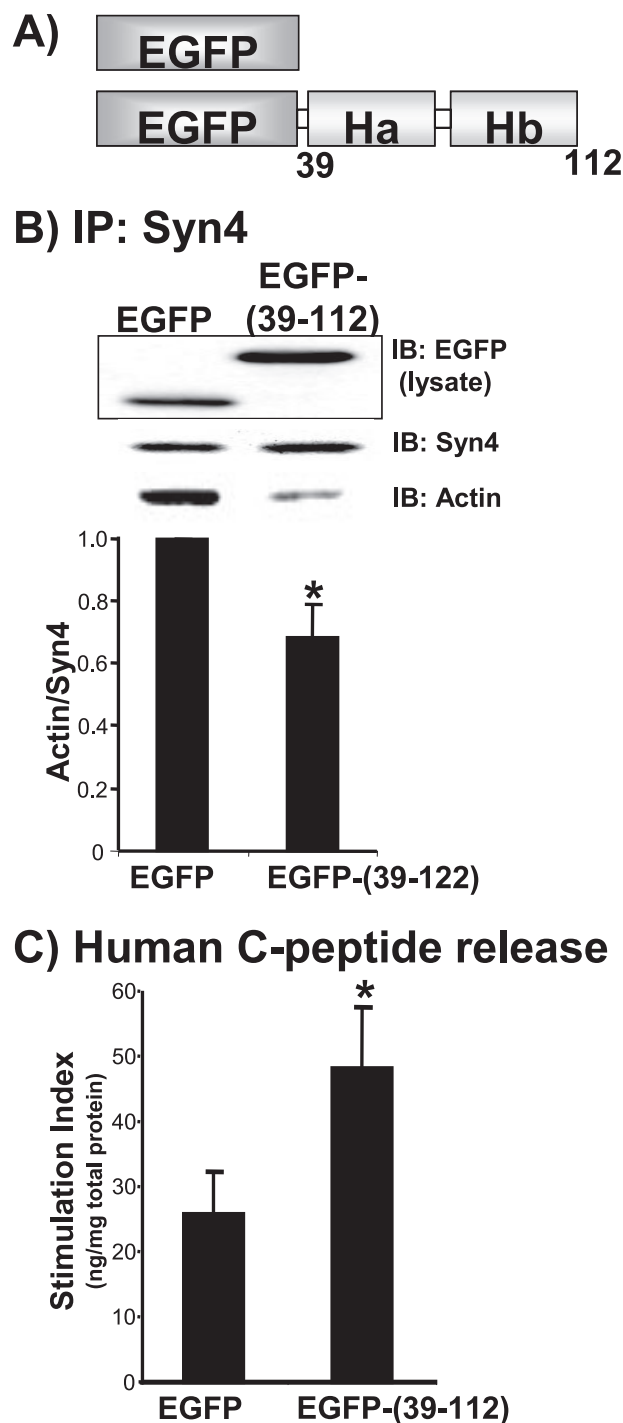 A)
EGFP
EGFP Ha Hb
39 112
B) IP: Syn4
EGFP EGFP-
(39-112)
IB: EGFP
(lysate)
IB: Syn4
IB: Actin
Actin/Syn4
1.0
*
0.8
0.6
0.4
0.2
0
EGFP EGFP-(39-122)
C) Human C-peptide release
Stimulation Index
(ng/mg total protein)
60
*
50
40
30
20
10
0
EGFP EGFP-(39-112)